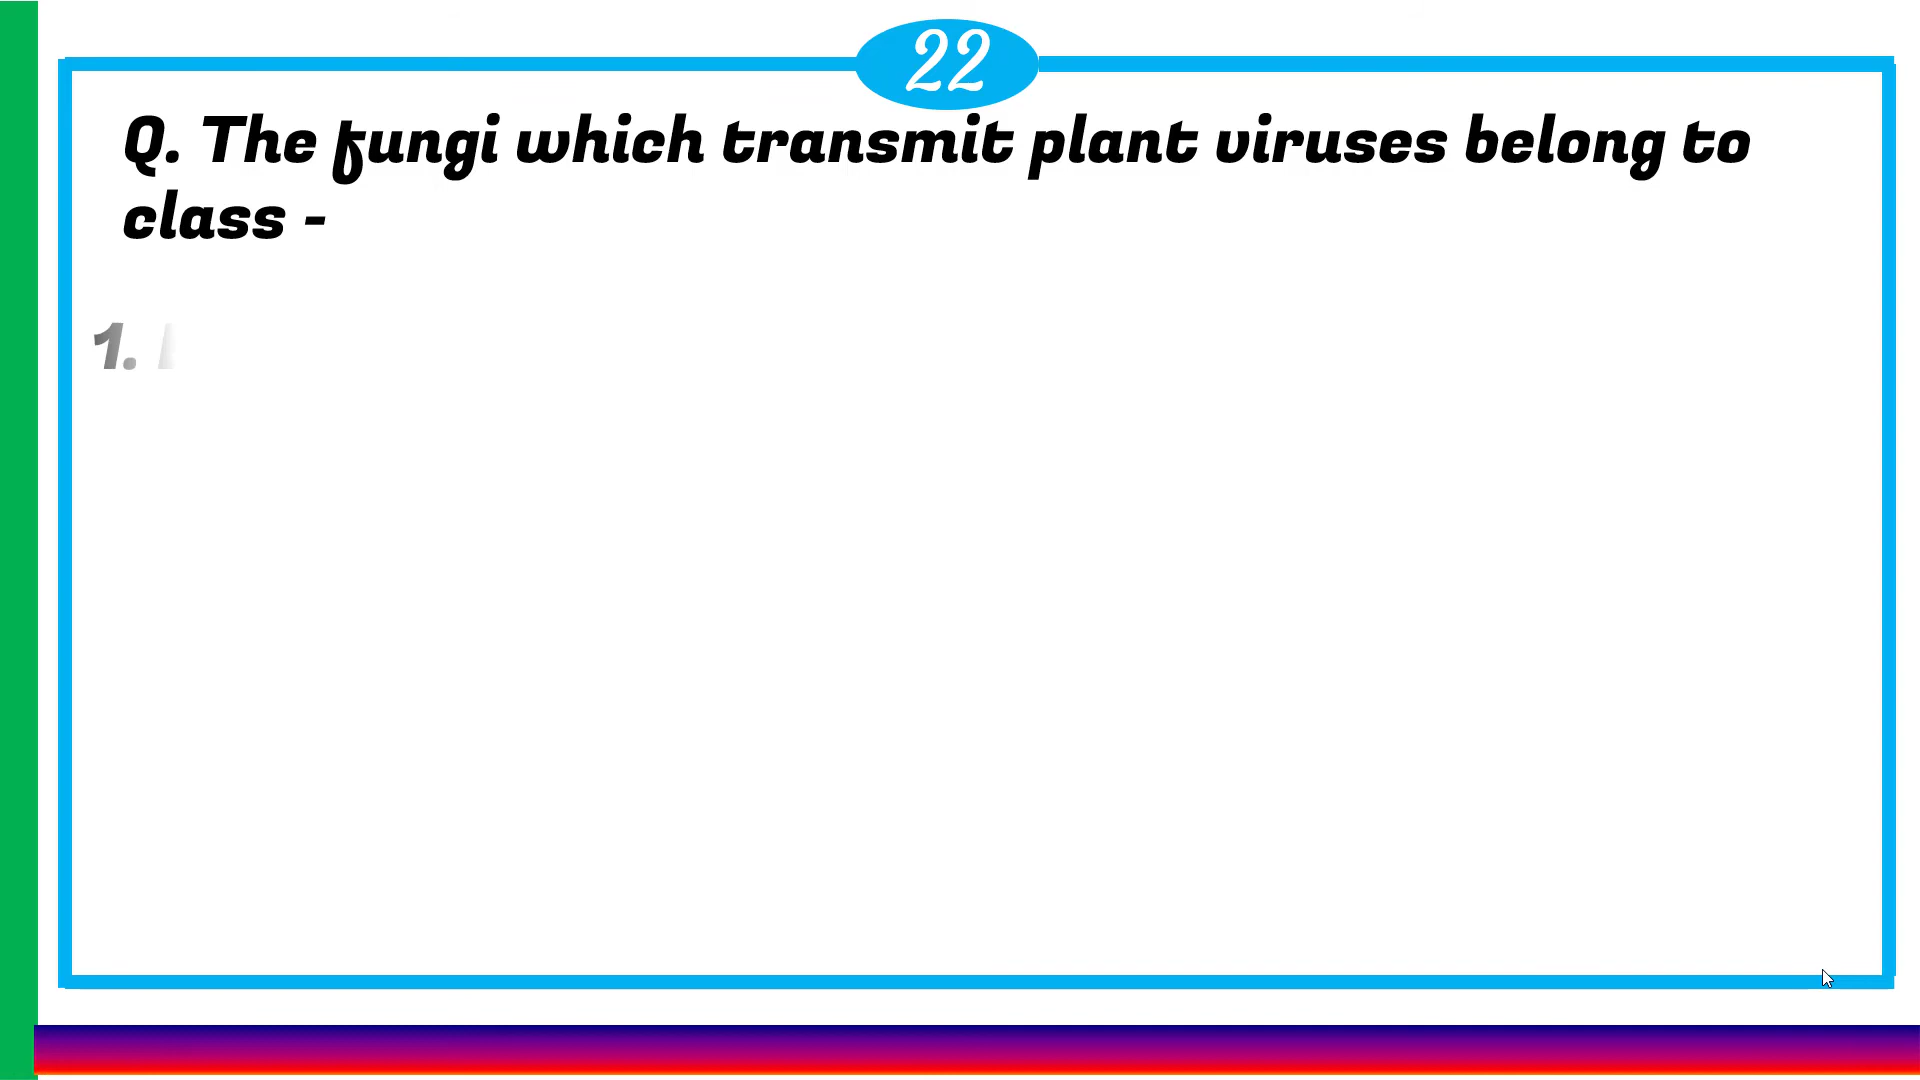 22
Q. The fungi which transmit plant viruses belong to
class -
1.